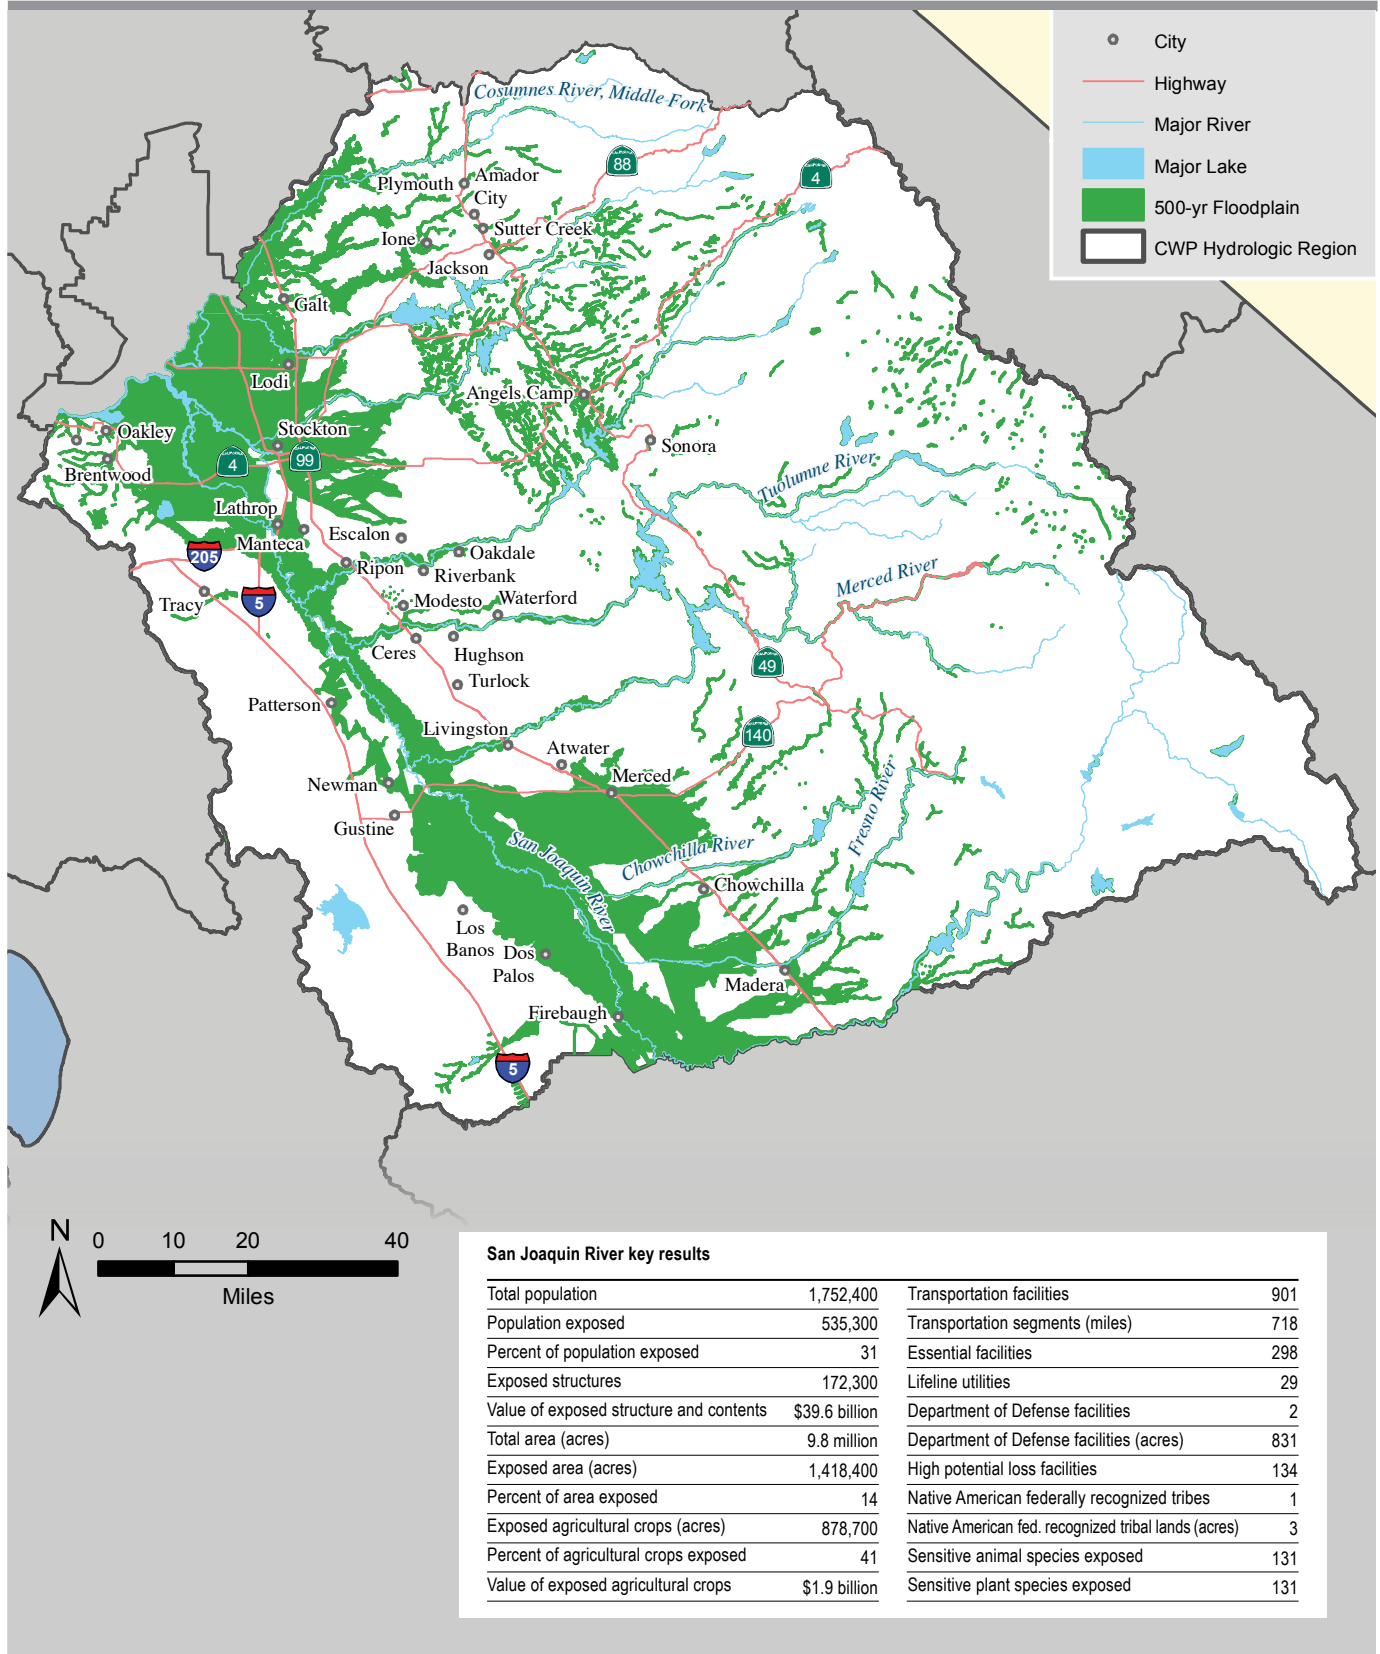 City
Highway
Major River
Major Lake
500-yr Floodplain
CWP Hydrologic Region
Cosumnes River, Middle Fork
88
4
Plymouth
Amador
City
Sutter Creek
Ione
Jackson
Galt
Lodi
Angels Camp
Stockton
Oakley
Sonora
4
99
Brentwood
Tuolumne River
Lathrop
Escalon
Manteca
205
Oakdale
Ripon
Riverbank
Merced River
5
Tracy
Modesto
Waterford
Ceres
Hughson
49
Turlock
Patterson
Livingston
140
Atwater
Merced
Newman
Fresno River
Gustine
San Joaquin River
Chowchilla River
Chowchilla
Los
Banos
Dos
Palos
Madera
Firebaugh
5
N
0 10 20 40
Miles
San Joaquin River key results
Total population 1,752,400
Population exposed 535,300
Percent of population exposed 31
Exposed structures 172,300
Value of exposed structure and contents $39.6 billion
Total area (acres) 9.8 million
Exposed area (acres) 1,418,400
Percent of area exposed 14
Exposed agricultural crops (acres) 878,700
Percent of agricultural crops exposed 41
Value of exposed agricultural crops $1.9 billion
Transportation facilities 901
Transportation segments (miles) 718
Essential facilities 298
Lifeline utilities 29
Department of Defense facilities 2
Department of Defense facilities (acres) 831
High potential loss facilities 134
Native American federally recognized tribes 1
Native American fed. recognized tribal lands (acres) 3
Sensitive animal species exposed 131
Sensitive plant species exposed 131